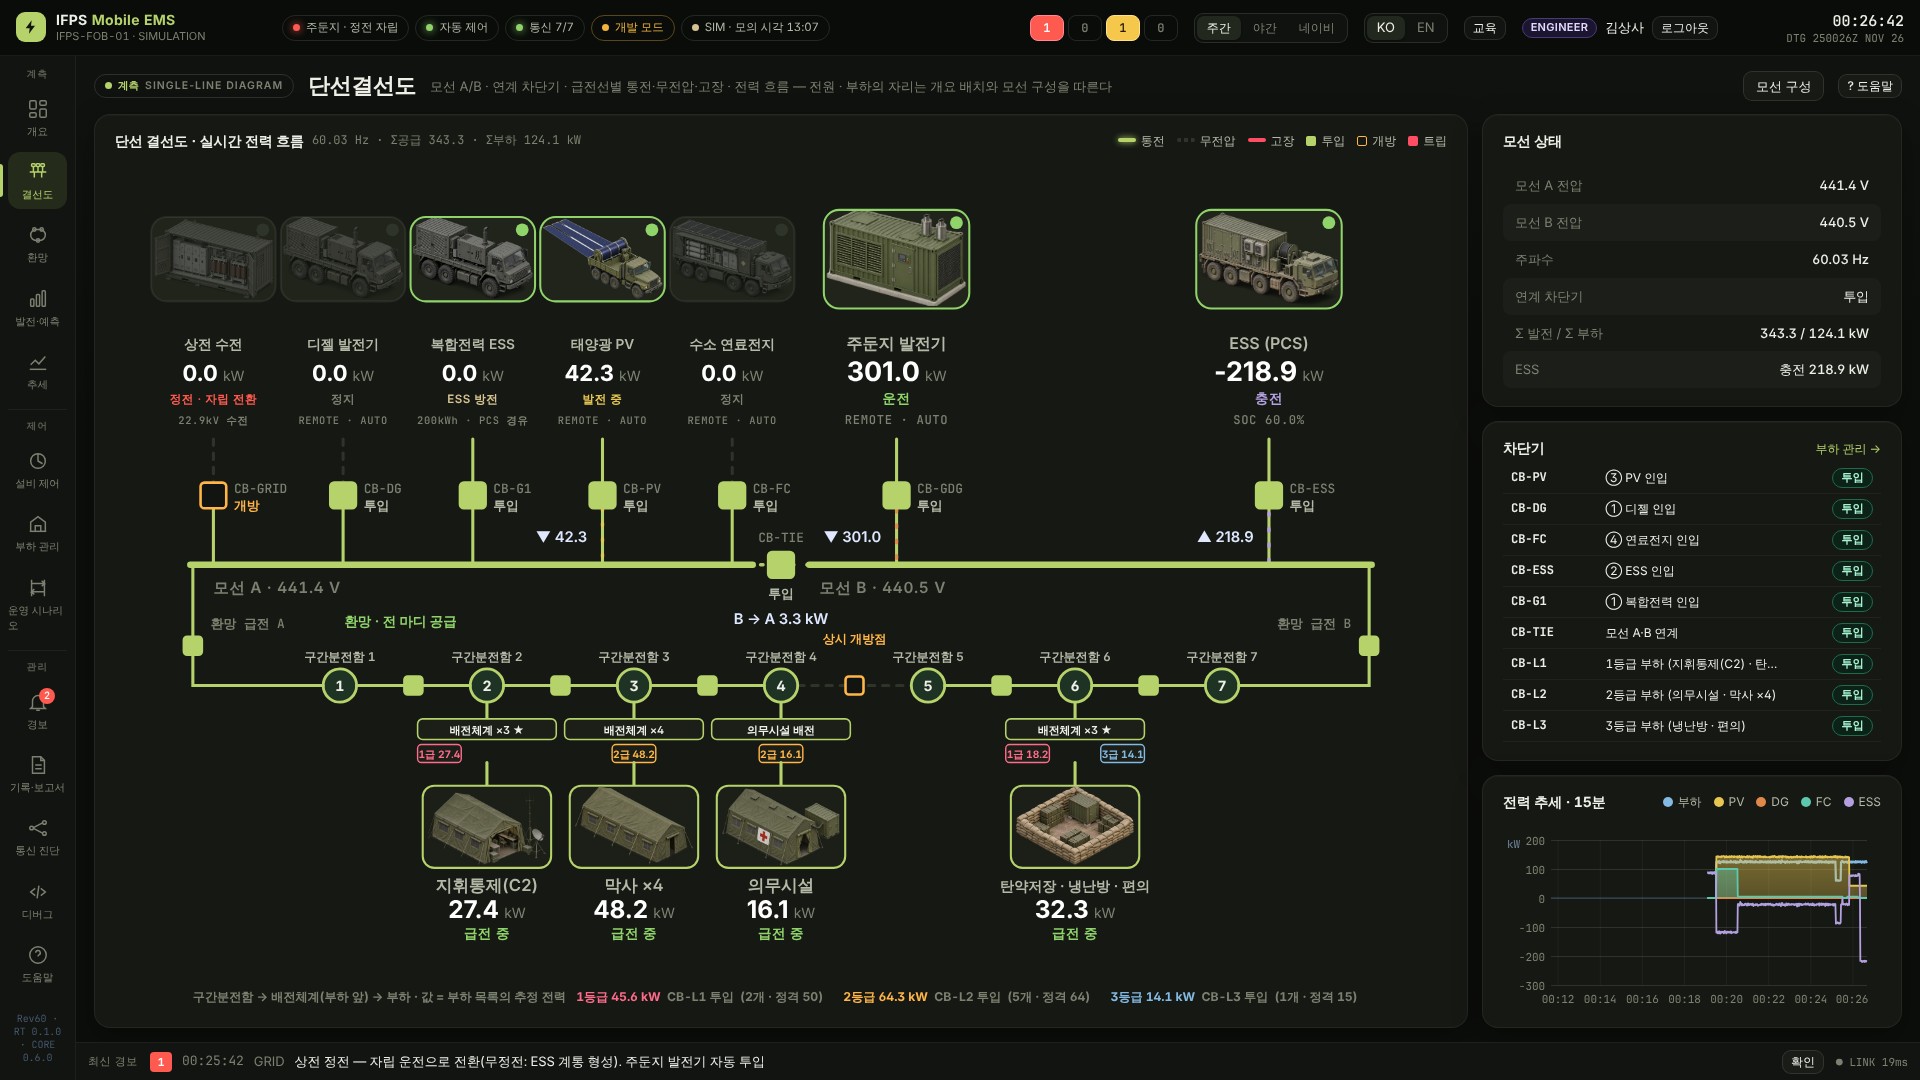 IFPS Mobile EMS
IFPS-FOB-01 · SIMULATION
주둔지 · 정전 자립
자동 제어
통신 7/7
개발 모드
SIM · 모의 시각 13:07
1 0 1 0
주간 야간 네이비
KO EN
교육
ENGINEER 김상사 로그아웃
00:26:42
DTG 250026Z NOV 26
계측
개요
결선도
환망
발전·예측
추세
제어
설비 제어
부하 관리
운영 시나리오
관리
2
경보
기록·보고서
통신 진단
디버그
도움말
Rev60 ·
RT 0.1.0
· CORE
0.6.0
계측 SINGLE-LINE DIAGRAM
단선결선도
모선 A/B · 연계 차단기 · 급전선별 통전·무전압·고장 · 전력 흐름 — 전원 · 부하의 자리는 개요 배치와 모선 구성을 따른다
모선 구성
? 도움말
단선 결선도 · 실시간 전력 흐름 60.03 Hz · Σ공급 343.3 · Σ부하 124.1 kW
통전 무전압 고장 투입 개방 트립
상전 수전
0.0 kW
정전 · 자립 전환
22.9kV 수전
디젤 발전기
0.0 kW
정지
REMOTE · AUTO
복합전력 ESS
0.0 kW
ESS 방전
200kWh · PCS 경유
태양광 PV
42.3 kW
발전 중
REMOTE · AUTO
수소 연료전지
0.0 kW
정지
REMOTE · AUTO
주둔지 발전기
301.0 kW
운전
REMOTE · AUTO
ESS (PCS)
-218.9 kW
충전
SOC 60.0%
CB-GRID
개방
CB-DG
투입
CB-G1
투입
CB-PV
투입
CB-FC
투입
CB-GDG
투입
CB-ESS
투입
▼ 42.3
CB-TIE
▼ 301.0
▲ 218.9
모선 A · 441.4 V
투입
모선 B · 440.5 V
환망 급전 A
환망 · 전 마디 공급
B → A 3.3 kW
환망 급전 B
상시 개방점
구간분전함 1
구간분전함 2
구간분전함 3
구간분전함 4
구간분전함 5
구간분전함 6
구간분전함 7
1 2 3 4 5 6 7
배전체계 ×3 ★
배전체계 ×4
의무시설 배전
배전체계 ×3 ★
1급 27.4
2급 48.2
2급 16.1
1급 18.2
3급 14.1
지휘통제(C2)
27.4 kW
급전 중
막사 ×4
48.2 kW
급전 중
의무시설
16.1 kW
급전 중
탄약저장 · 냉난방 · 편의
32.3 kW
급전 중
구간분전함 → 배전체계(부하 앞) → 부하 · 값 = 부하 목록의 추정 전력 1등급 45.6 kW CB-L1 투입 (2개 · 정격 50) 2등급 64.3 kW CB-L2 투입 (5개 · 정격 64) 3등급 14.1 kW CB-L3 투입 (1개 · 정격 15)
모선 상태
모선 A 전압 441.4 V
모선 B 전압 440.5 V
주파수 60.03 Hz
연계 차단기 투입
Σ 발전 / Σ 부하 343.3 / 124.1 kW
ESS 충전 218.9 kW
차단기 부하 관리 →
CB-PV ③ PV 인입 투입
CB-DG ① 디젤 인입 투입
CB-FC ④ 연료전지 인입 투입
CB-ESS ② ESS 인입 투입
CB-G1 ① 복합전력 인입 투입
CB-TIE 모선 A·B 연계 투입
CB-L1 1등급 부하 (지휘통제(C2) · 탄... 투입
CB-L2 2등급 부하 (의무시설 · 막사 ×4) 투입
CB-L3 3등급 부하 (냉난방 · 편의) 투입
전력 추세 · 15분
부하 PV DG FC ESS
kW
200
100
0
-100
-200
-300
00:12 00:14 00:16 00:18 00:20 00:22 00:24 00:26
최신 경보 1 00:25:42 GRID 상전 정전 — 자립 운전으로 전환(무정전: ESS 계통 형성). 주둔지 발전기 자동 투입
확인
LINK 19ms